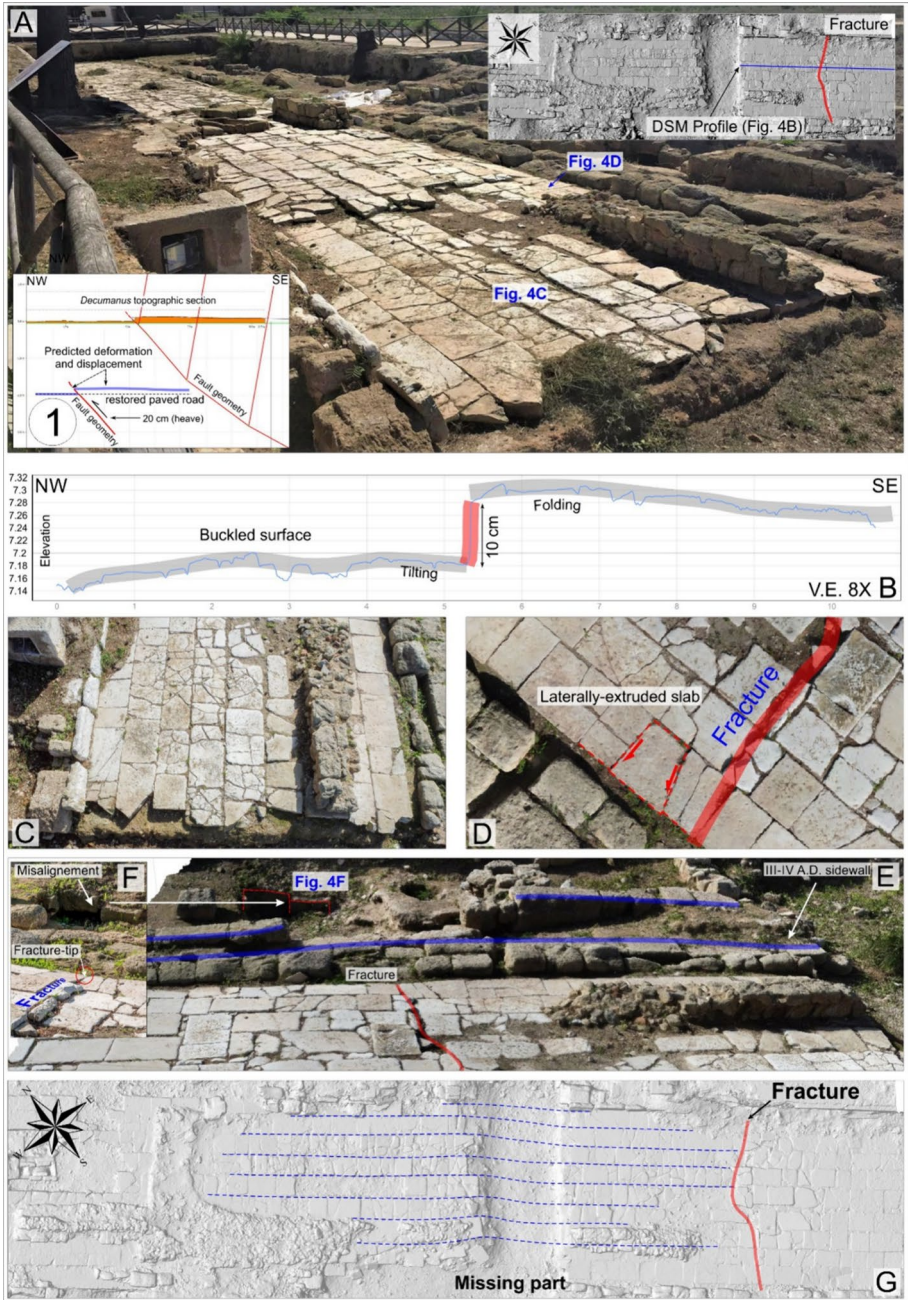 A
Fracture
DSM Profile (Fig. 4B)
Fig. 4D
Fig. 4C
NW
NW
SE
Decumanus topographic section
Predicted deformation
and displacement
restored paved road
Fault geometry
Fault geometry
20 cm (heave)
1
7.32
7.3
7.28
7.26
7.24
7.22
7.2
7.18
7.16
7.14
Elevation
NW
SE
Buckled surface
Tilting
Folding
10 cm
V.E. 8X
B
0
1
2
3
4
5
6
7
8
9
10
C
Laterally-extruded slab
Fracture
D
Misalignement
F
Fig. 4F
III-IV A.D. sidewall
E
Fracture-tip
Fracture
Fracture
N
E
W
S
Fracture
Missing part
G